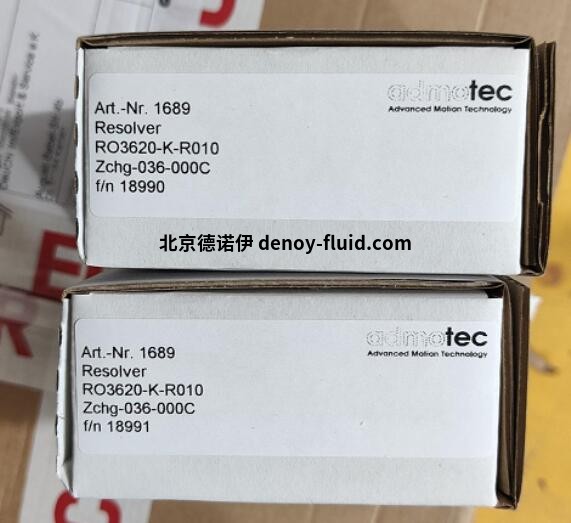 admotec
Advanced Motion Technology
Art.-Nr. 1689
Resolver
RO3620-K-R010
Zchg-036-000C
f/n 18990
北京德诺伊 denoy-fluid.com
admotec
Advanced Motion Technology
Art.-Nr. 1689
Resolver
RO3620-K-R010
Zchg-036-000C
f/n 18991